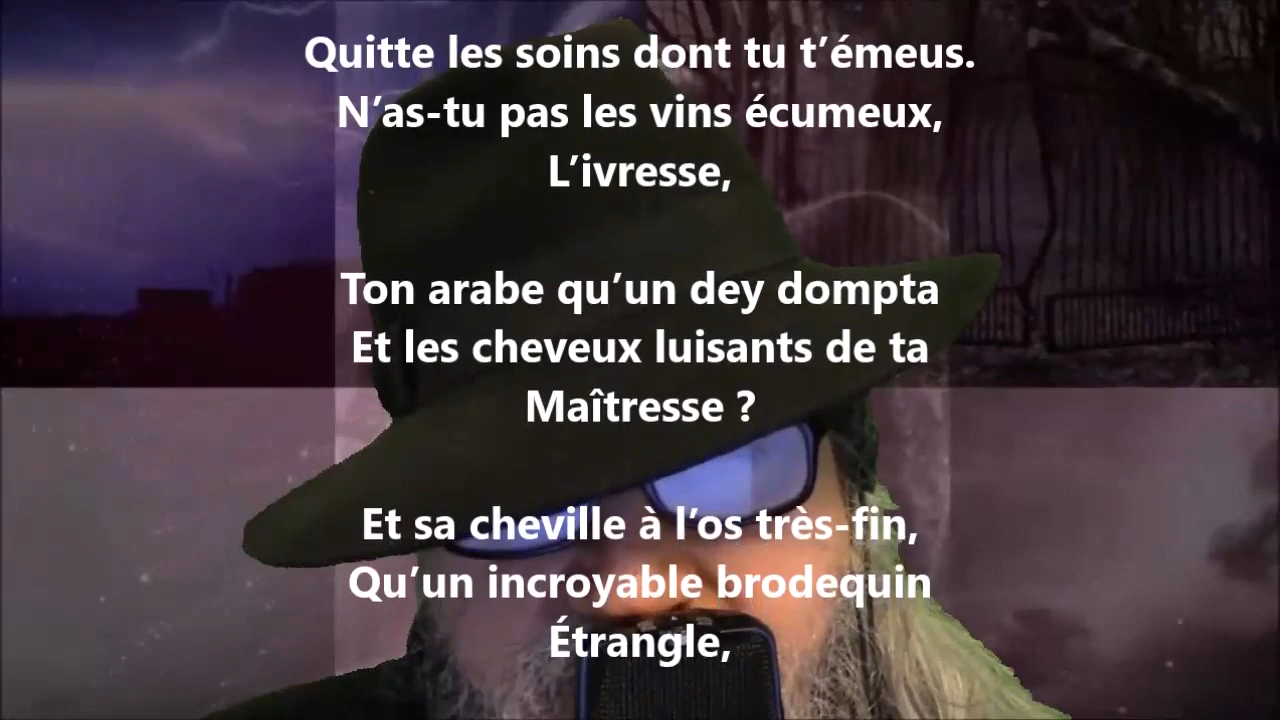 Quitte les soins dont tu t’émeus.
N’as-tu pas les vins écumeux,
L’ivresse,
Ton arabe qu’un dey dompta
Et les cheveux luisants de ta
Maîtresse ?
Et sa cheville à l’os très-fin,
Qu’un incroyable brodequin
Étrangle,